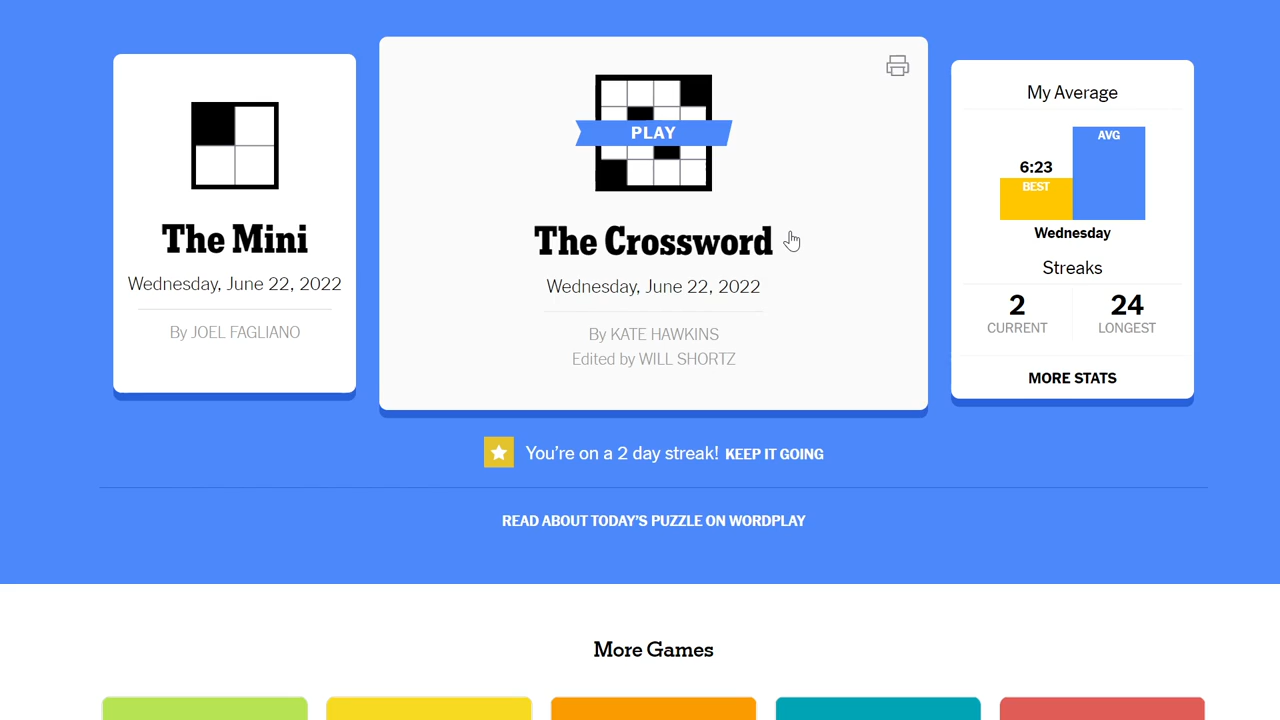 The Mini
Wednesday, June 22, 2022
By JOEL FAGLIANO
PLAY
The Crossword
Wednesday, June 22, 2022
By KATE HAWKINS
Edited by WILL SHORTZ
My Average
AVG
6:23
BEST
Wednesday
Streaks
2
CURRENT
24
LONGEST
MORE STATS
You're on a 2 day streak! KEEP IT GOING
READ ABOUT TODAY'S PUZZLE ON WORDPLAY
More Games